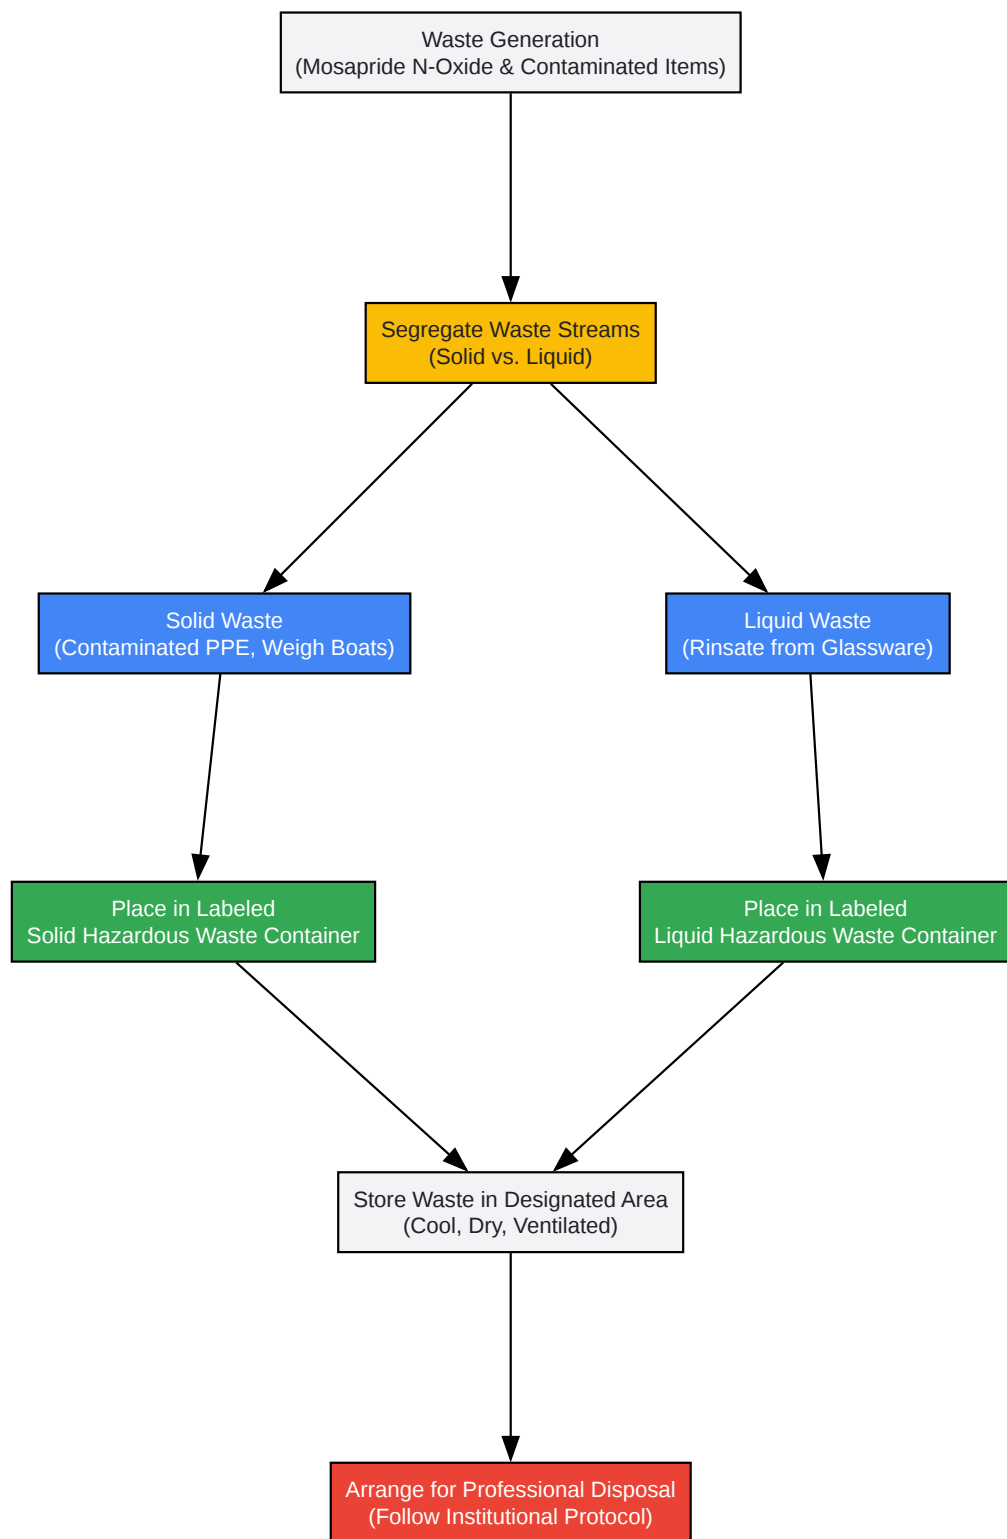 Waste Generation
(Mosapride N-Oxide & Contaminated Items)
Segregate Waste Streams
(Solid vs. Liquid)
Solid Waste
(Contaminated PPE, Weigh Boats)
Liquid Waste
(Rinsate from Glassware)
Place in Labeled
Solid Hazardous Waste Container
Place in Labeled
Liquid Hazardous Waste Container
Store Waste in Designated Area
(Cool, Dry, Ventilated)
Arrange for Professional Disposal
(Follow Institutional Protocol)